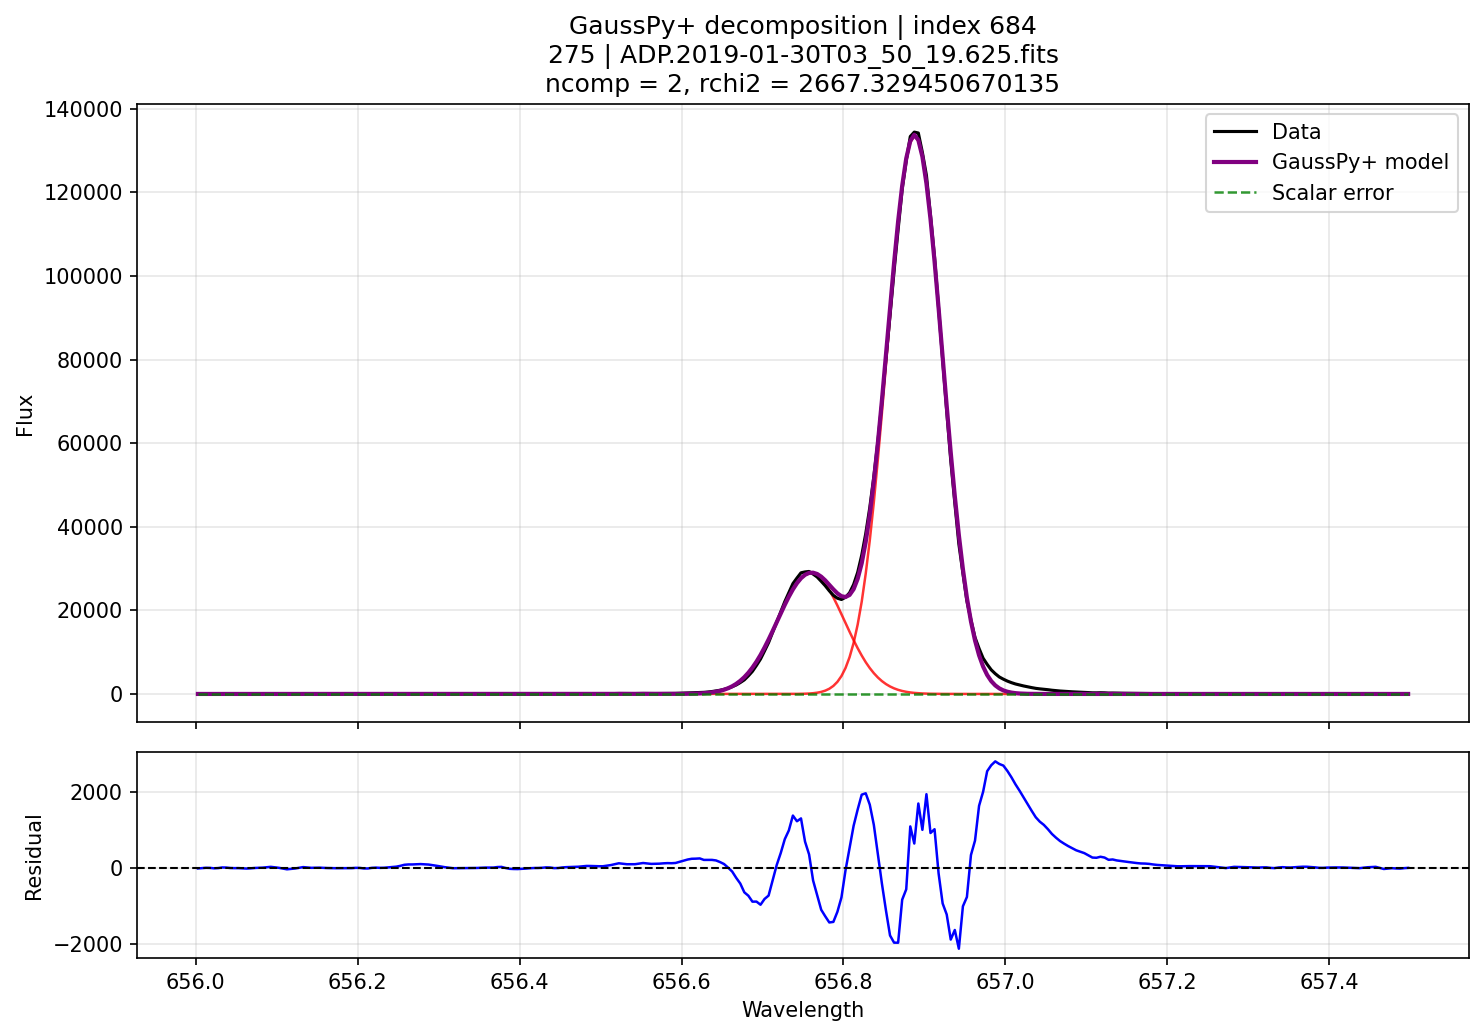 GaussPy+ decomposition | index 684
275 | ADP.2019-01-30T03_50_19.625.fits
ncomp = 2, rchi2 = 2667.329450670135
140000
120000
100000
80000
60000
40000
20000
0
Flux
Data
GaussPy+ model
Scalar error
2000
0
−2000
Residual
656.0
656.2
656.4
656.6
656.8
657.0
657.2
657.4
Wavelength